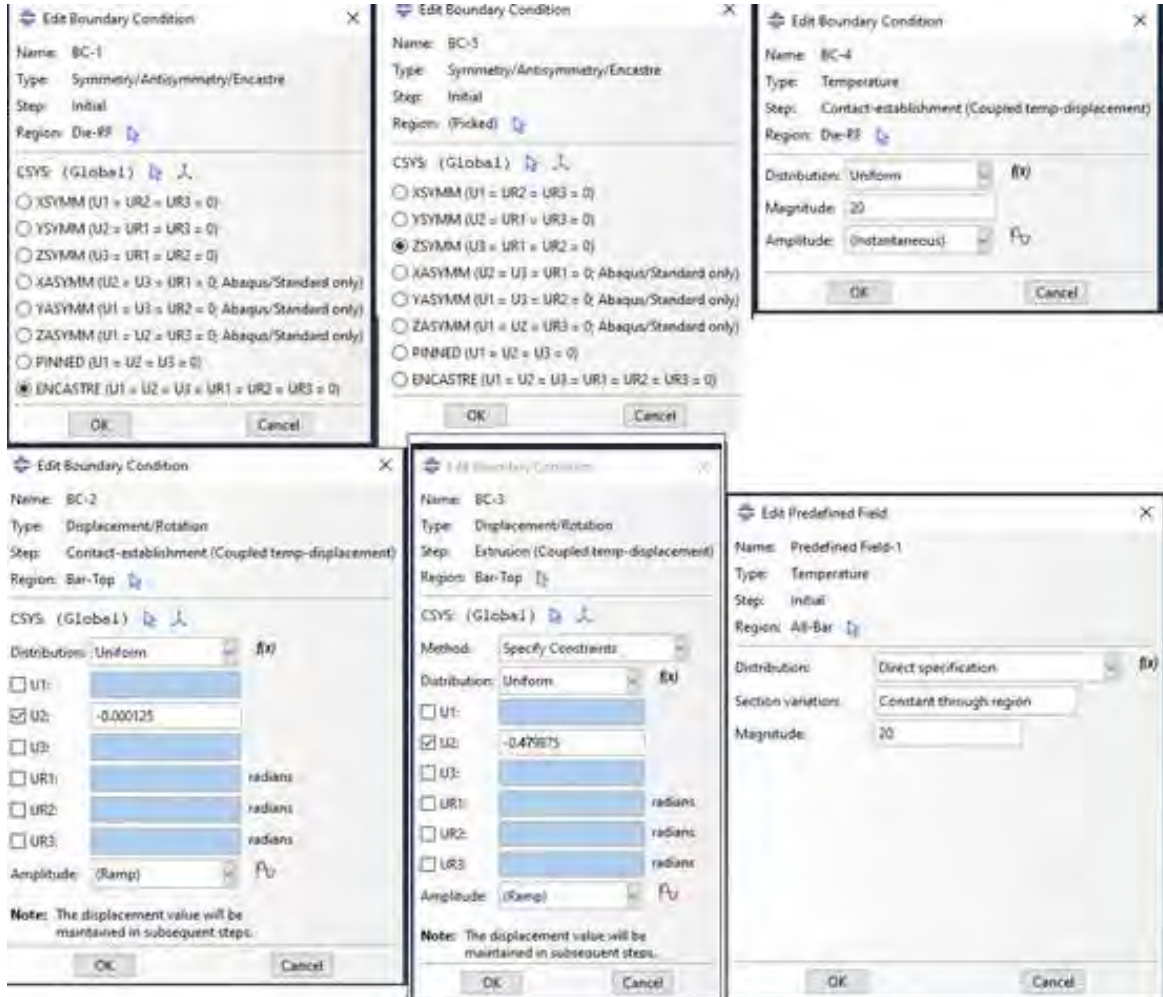 Edit Boundary Condition
Name: BC-1
Type: Symmetry/Antisymmetry/Encastre
Step: Initial
Region: Die-RF
CSYS: (Global)
XSYMM (U1 = UR2 = UR3 = 0)
YSYMM (U2 = UR1 = UR3 = 0)
ZSYMM (U3 = UR1 = UR2 = 0)
XASYMM (U2 = U3 = UR1 = 0; Abaqus/Standard only)
YASYMM (U1 = U3 = UR2 = 0; Abaqus/Standard only)
ZASYMM (U1 = U2 = UR3 = 0; Abaqus/Standard only)
PINNED (U1 = U2 = U3 = 0)
ENCASTRE (U1 = U2 = U3 = UR1 = UR2 = UR3 = 0)
OK Cancel
Edit Boundary Condition
Name:
Type: Symmetry/Antisymmetry/Encastre
Step: Initial
Region: (Picked)
CSYS: (Global)
XSYMM (U1 = UR2 = UR3 = 0)
YSYMM (U2 = UR1 = UR3 = 0)
ZSYMM (U3 = UR1 = UR2 = 0)
XASYMM (U2 = U3 = UR1 = 0; Abaqus/Standard only)
YASYMM (U1 = U3 = UR2 = 0; Abaqus/Standard only)
ZASYMM (U1 = U2 = UR3 = 0; Abaqus/Standard only)
PINNED (U1 = U2 = U3 = 0)
ENCASTRE (U1 = U2 = U3 = UR1 = UR2 = UR3 = 0)
OK Cancel
Edit Boundary Condition
Name: BC-4
Type: Temperature
Step: Contact-establishment (Coupled temp-displacement)
Region: Die-RF
Distribution: Uniform f(x)
Magnitude: 20
Amplitude: (Instantaneous)
OK Cancel
Edit Boundary Condition
Name: BC-2
Type: Displacement/Rotation
Step: Contact-establishment (Coupled temp-displacement)
Region: Bar-Top
CSYS: (Global)
Distribution: Uniform f(x)
U1:
U2: -0.000125
U3:
UR1: radians
UR2: radians
UR3: radians
Amplitude: (Ramp)
Note: The displacement value will be
maintained in subsequent steps.
OK Cancel
Edit Boundary Condition
Name: BC-3
Type: Displacement/Rotation
Step: Extrusion (Coupled temp-displacement)
Region: Bar-Top
CSYS: (Global)
Method: Specify Constraints
Distribution: Uniform f(x)
U1:
U2: -0.479875
U3:
UR1: radians
UR2: radians
UR3: radians
Amplitude: (Ramp)
Note: The displacement value will be
maintained in subsequent steps.
OK Cancel
Edit Predefined Field
Name: Predefined Field-1
Type: Temperature
Step: Initial
Region: All-Bar
Distribution: Direct specification f(x)
Section variation: Constant through region
Magnitude: 20
OK Cancel